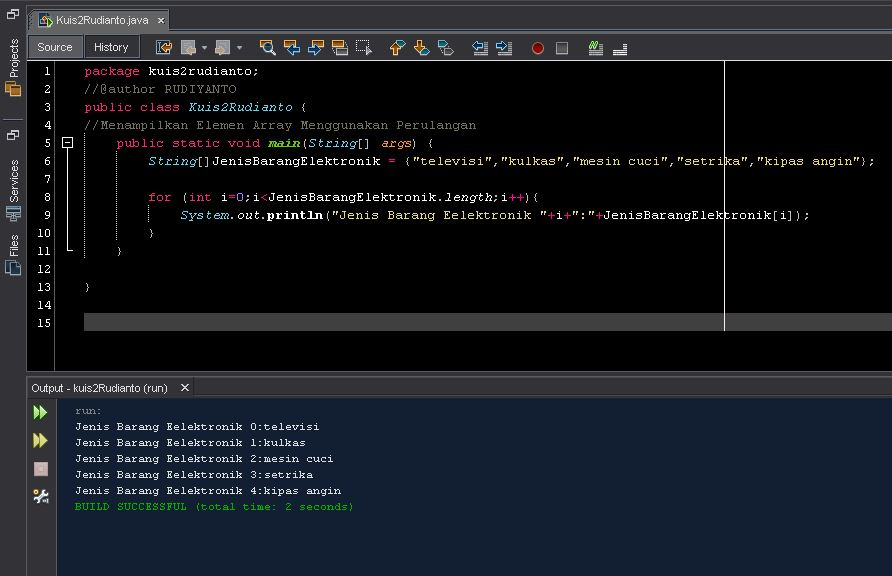 Kuis2Rudianto.java
Source History
Projects
Services
Files
1 package kuis2rudianto;
2 //@author RUDIYANTO
3 public class Kuis2Rudianto {
4 //Menampilkan Elemen Array Menggunakan Perulangan
5 public static void main(String[] args) {
6 String[]JenisBarangElektronik = {"televisi","kulkas","mesin cuci","setrika","kipas angin"};
7
8 for (int i=0;i<JenisBarangElektronik.length;i++){
9 System.out.println("Jenis Barang Eelektronik "+i+":"+JenisBarangElektronik[i]);
10 }
11 }
12
13 }
14
15
Output - kuis2Rudianto (run)
run:
Jenis Barang Eelektronik 0:televisi
Jenis Barang Eelektronik 1:kulkas
Jenis Barang Eelektronik 2:mesin cuci
Jenis Barang Eelektronik 3:setrika
Jenis Barang Eelektronik 4:kipas angin
BUILD SUCCESSFUL (total time: 2 seconds)